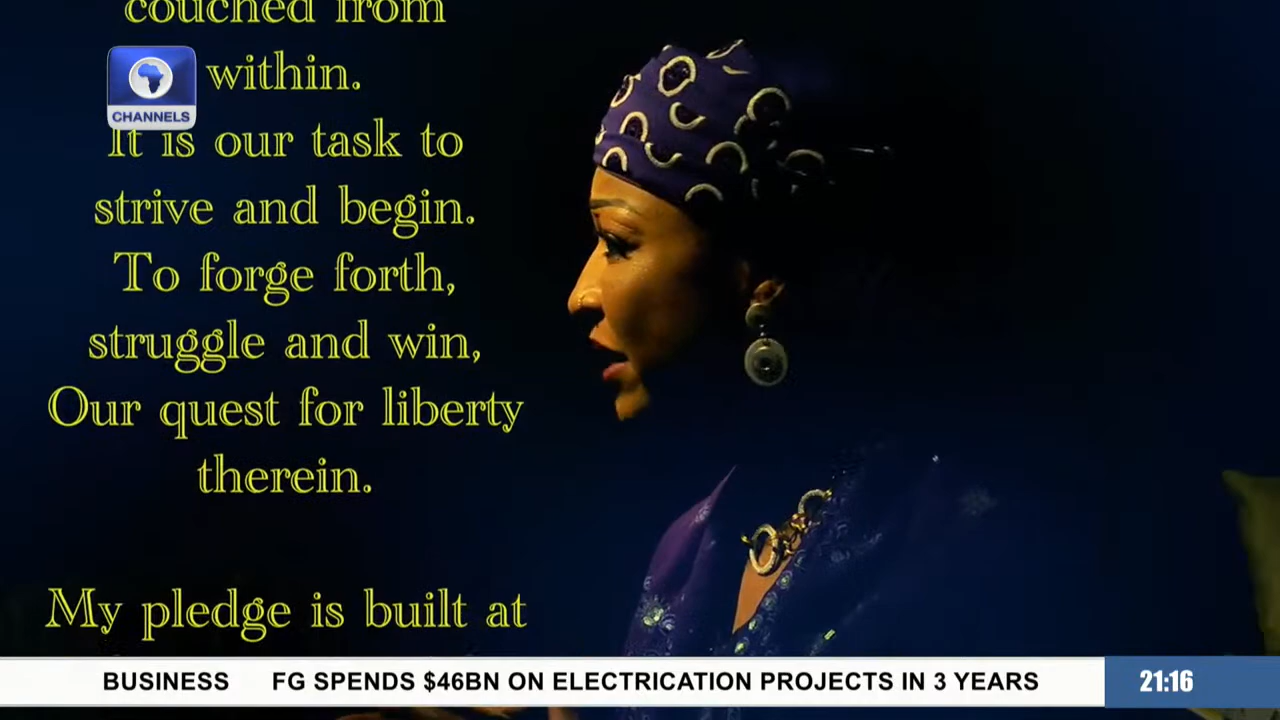 couched from
within.
CHANNELS
It is our task to
strive and begin.
To forge forth,
struggle and win,
Our quest for liberty
therein.
My pledge is built at
BUSINESS FG SPENDS $46BN ON ELECTRICATION PROJECTS IN 3 YEARS
21:16